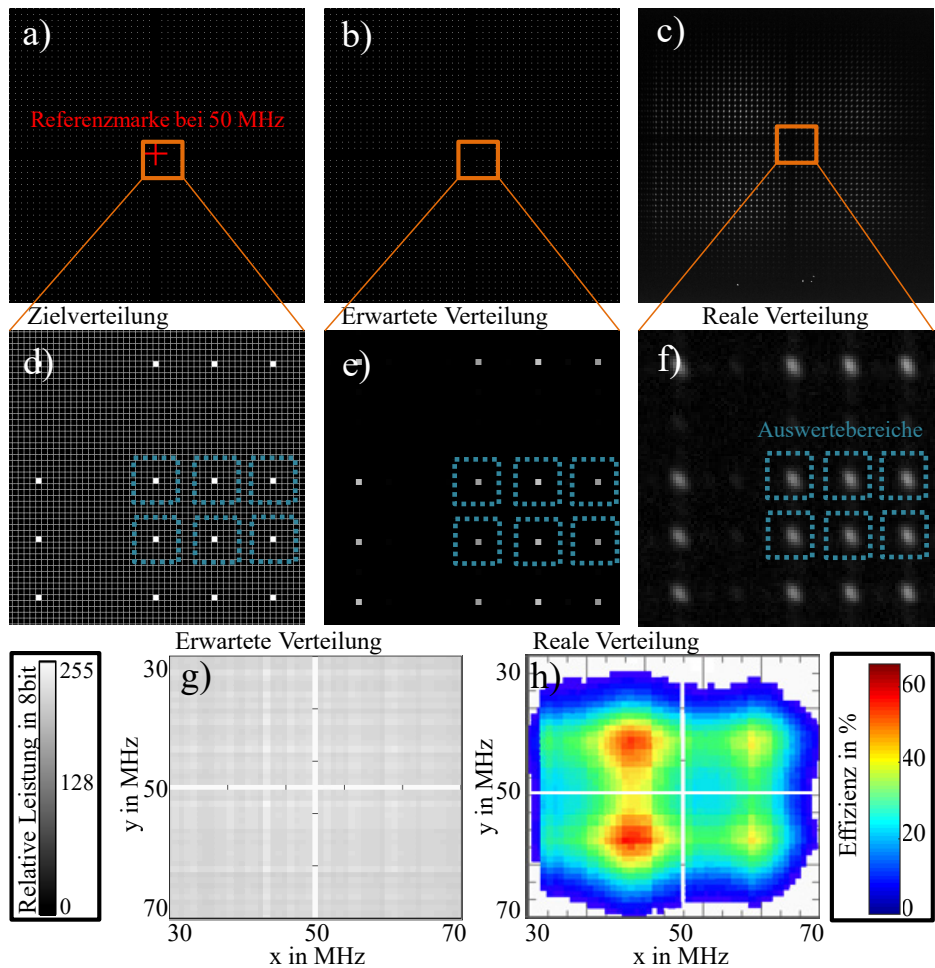 a)
b)
c)
Referenzmarke bei 50 MHz
Zielverteilung
Erwartete Verteilung
Reale Verteilung
d)
e)
f)
Auswertebereiche
Erwartete Verteilung
Reale Verteilung
Relative Leistung in 8bit
255
128
0
g)
30
50
70
y in MHz
30
50
70
x in MHz
h)
30
50
70
y in MHz
30
50
70
x in MHz
Effizienz in %
60
40
20
0